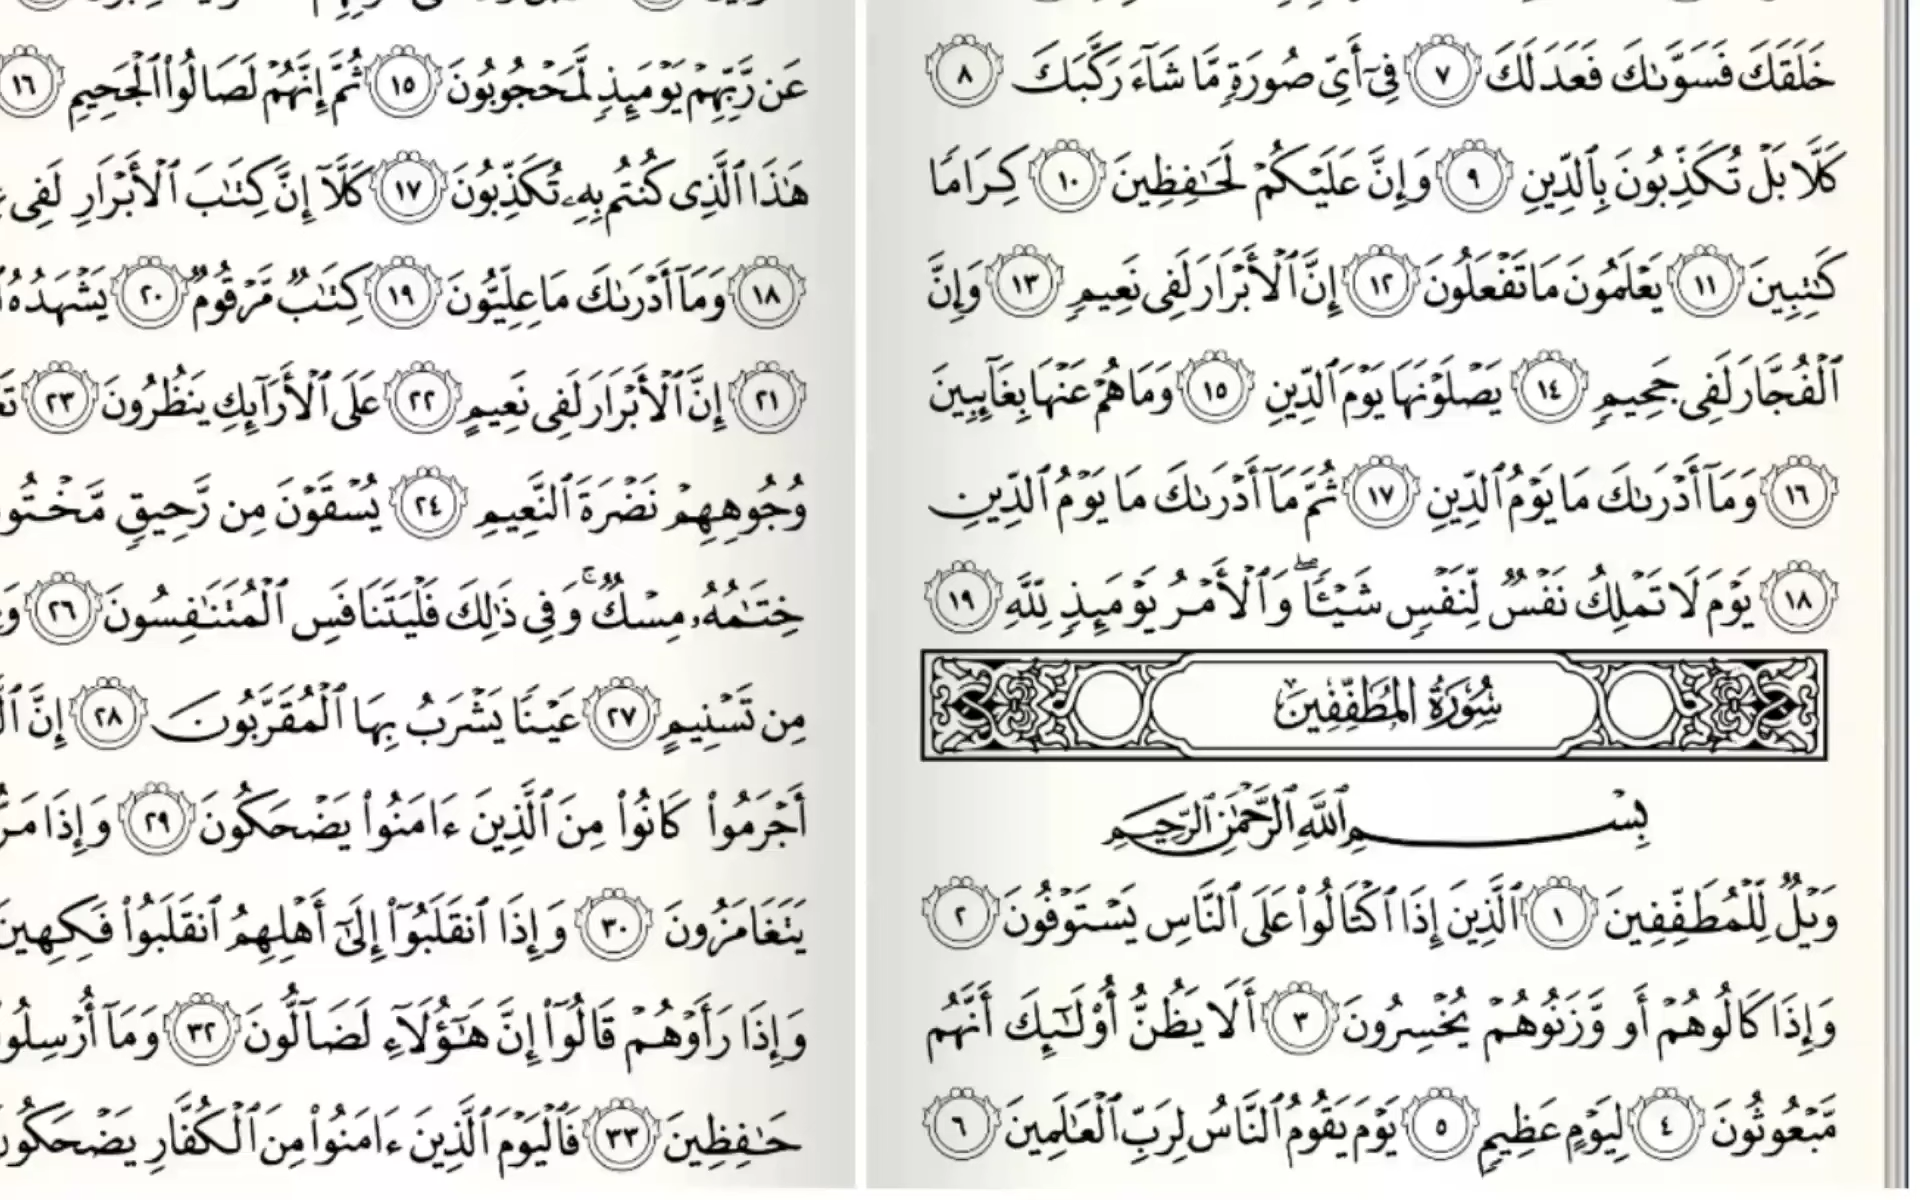 خَلَقَكَ فَسَوَّىٰكَ فَعَدَلَكَ ٧ فِىٓ أَىِّ صُورَةٍ مَّا شَآءَ رَكَّبَكَ ٨
كَلَّا بَلْ تُكَذِّبُونَ بِٱلدِّينِ ٩ وَإِنَّ عَلَيْكُمْ لَحَـٰفِظِينَ ١٠ كِرَامًا
كَـٰتِبِينَ ١١ يَعْلَمُونَ مَا تَفْعَلُونَ ١٢ إِنَّ ٱلْأَبْرَارَ لَفِى نَعِيمٍ ١٣ وَإِنَّ
ٱلْفُجَّارَ لَفِى جَحِيمٍ ١٤ يَصْلَوْنَهَا يَوْمَ ٱلدِّينِ ١٥ وَمَا هُمْ عَنْهَا بِغَآئِبِينَ
١٦ وَمَآ أَدْرَىٰكَ مَا يَوْمُ ٱلدِّينِ ١٧ ثُمَّ مَآ أَدْرَىٰكَ مَا يَوْمُ ٱلدِّينِ
١٨ يَوْمَ لَا تَمْلِكُ نَفْسٌ لِّنَفْسٍ شَيْـًٔا ۖ وَٱلْأَمْرُ يَوْمَئِذٍ لِّلَّهِ ١٩
سُورَةُ المُطَفِّفِينَ
بِسْمِ ٱللَّهِ ٱلرَّحْمَـٰنِ ٱلرَّحِيمِ
وَيْلٌ لِّلْمُطَفِّفِينَ ١ ٱلَّذِينَ إِذَا ٱكْتَالُوا۟ عَلَى ٱلنَّاسِ يَسْتَوْفُونَ ٢
وَإِذَا كَالُوهُمْ أَو وَّزَنُوهُمْ يُخْسِرُونَ ٣ أَلَا يَظُنُّ أُو۟لَـٰٓئِكَ أَنَّهُم
مَّبْعُوثُونَ ٤ لِيَوْمٍ عَظِيمٍ ٥ يَوْمَ يَقُومُ ٱلنَّاسُ لِرَبِّ ٱلْعَـٰلَمِينَ ٦
عَن رَّبِّهِمْ يَوْمَئِذٍ لَّمَحْجُوبُونَ ١٥ ثُمَّ إِنَّهُمْ لَصَالُوا۟ ٱلْجَحِيمِ ١٦
هَـٰذَا ٱلَّذِى كُنتُم بِهِۦ تُكَذِّبُونَ ١٧ كَلَّآ إِنَّ كِتَـٰبَ ٱلْأَبْرَارِ لَفِى
١٨ وَمَآ أَدْرَىٰكَ مَا عِلِّيُّونَ ١٩ كِتَـٰبٌ مَّرْقُومٌ ٢٠ يَشْهَدُهُ
٢١ إِنَّ ٱلْأَبْرَارَ لَفِى نَعِيمٍ ٢٢ عَلَى ٱلْأَرَآئِكِ يَنظُرُونَ ٢٣
وُجُوهِهِمْ نَضْرَةَ ٱلنَّعِيمِ ٢٤ يُسْقَوْنَ مِن رَّحِيقٍ
خِتَـٰمُهُۥ مِسْكٌ ۚ وَفِى ذَٰلِكَ فَلْيَتَنَافَسِ ٱلْمُتَنَـٰفِسُونَ ٢٦
مِن تَسْنِيمٍ ٢٧ عَيْنًا يَشْرَبُ بِهَا ٱلْمُقَرَّبُونَ ٢٨ إِنَّ
أَجْرَمُوا۟ كَانُوا۟ مِنَ ٱلَّذِينَ ءَامَنُوا۟ يَضْحَكُونَ ٢٩ وَإِذَا
يَتَغَامَزُونَ ٣٠ وَإِذَا ٱنقَلَبُوٓا۟ إِلَىٰٓ أَهْلِهِمُ ٱنقَلَبُوا۟ فَكِهِينَ
وَإِذَا رَأَوْهُمْ قَالُوٓا۟ إِنَّ هَـٰٓؤُلَآءِ لَضَآلُّونَ ٣٢ وَمَآ
حَـٰفِظِينَ ٣٣ فَٱلْيَوْمَ ٱلَّذِينَ ءَامَنُوا۟ مِنَ ٱلْكُفَّارِ